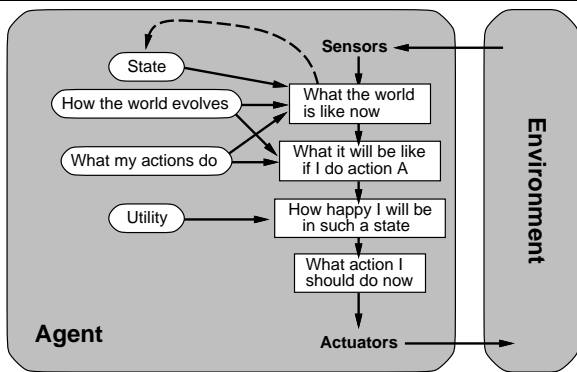 Sensors
State
How the world evolves
What my actions do
Utility
What the world
is like now
What it will be like
if I do action A
How happy I will be
in such a state
What action I
should do now
Agent
Actuators
Environment